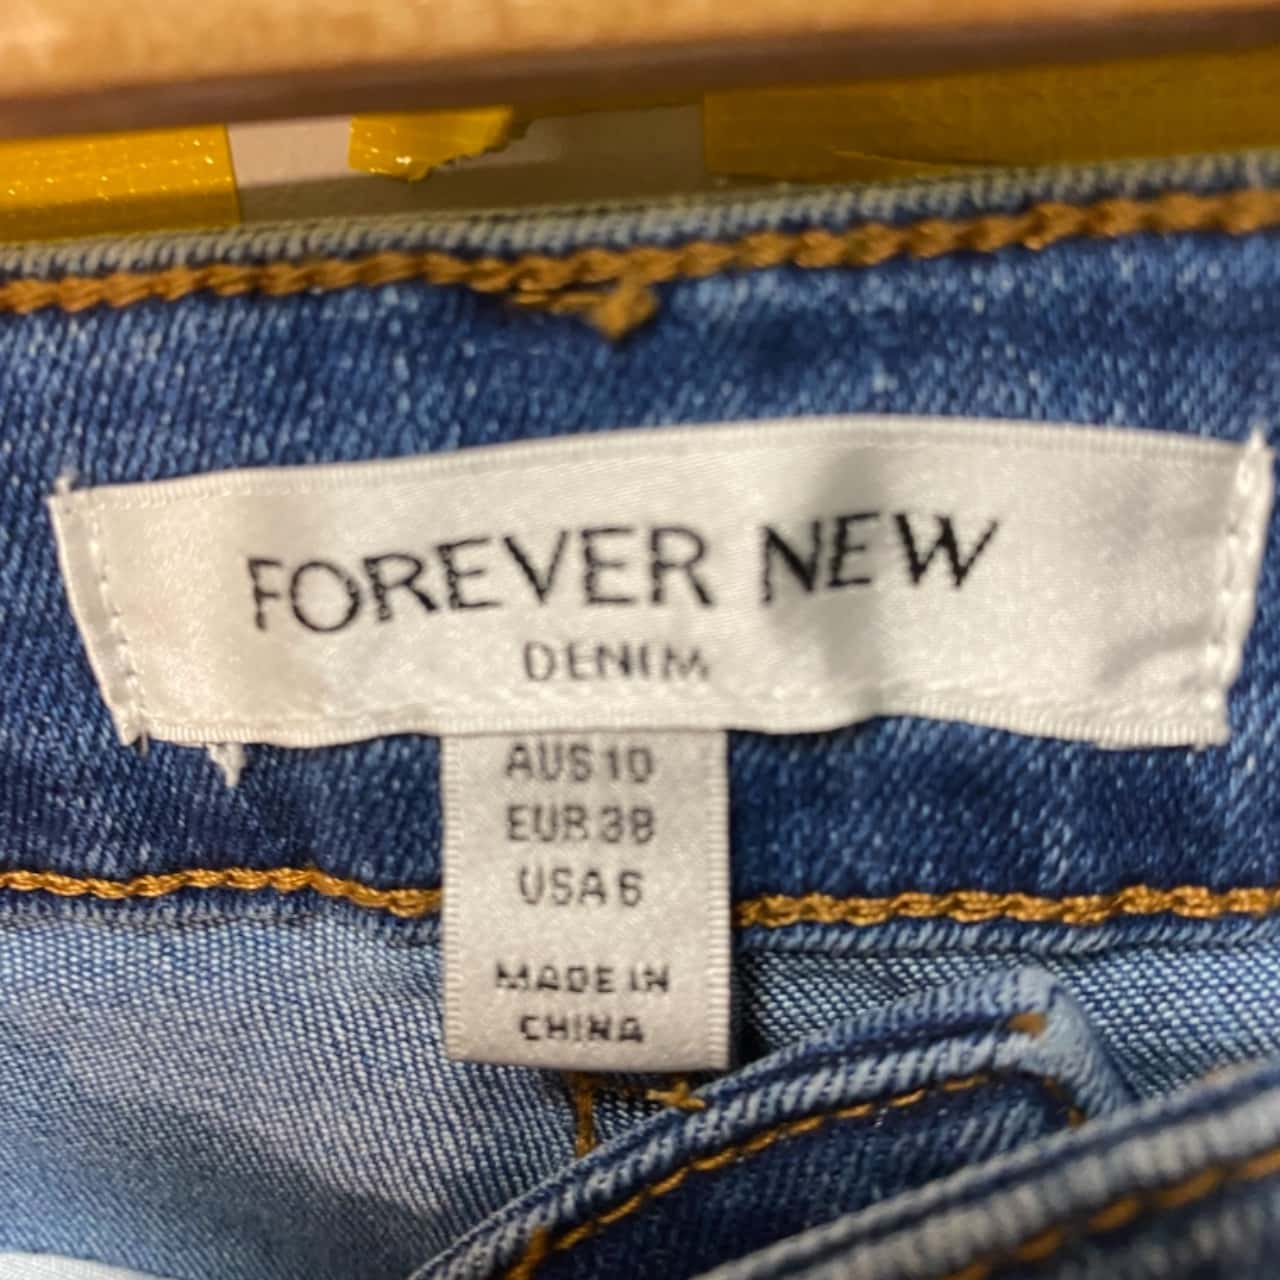 FOREVER NEW
DENIM
AUS 10
EUR 38
USA 6
MADE IN
CHINA